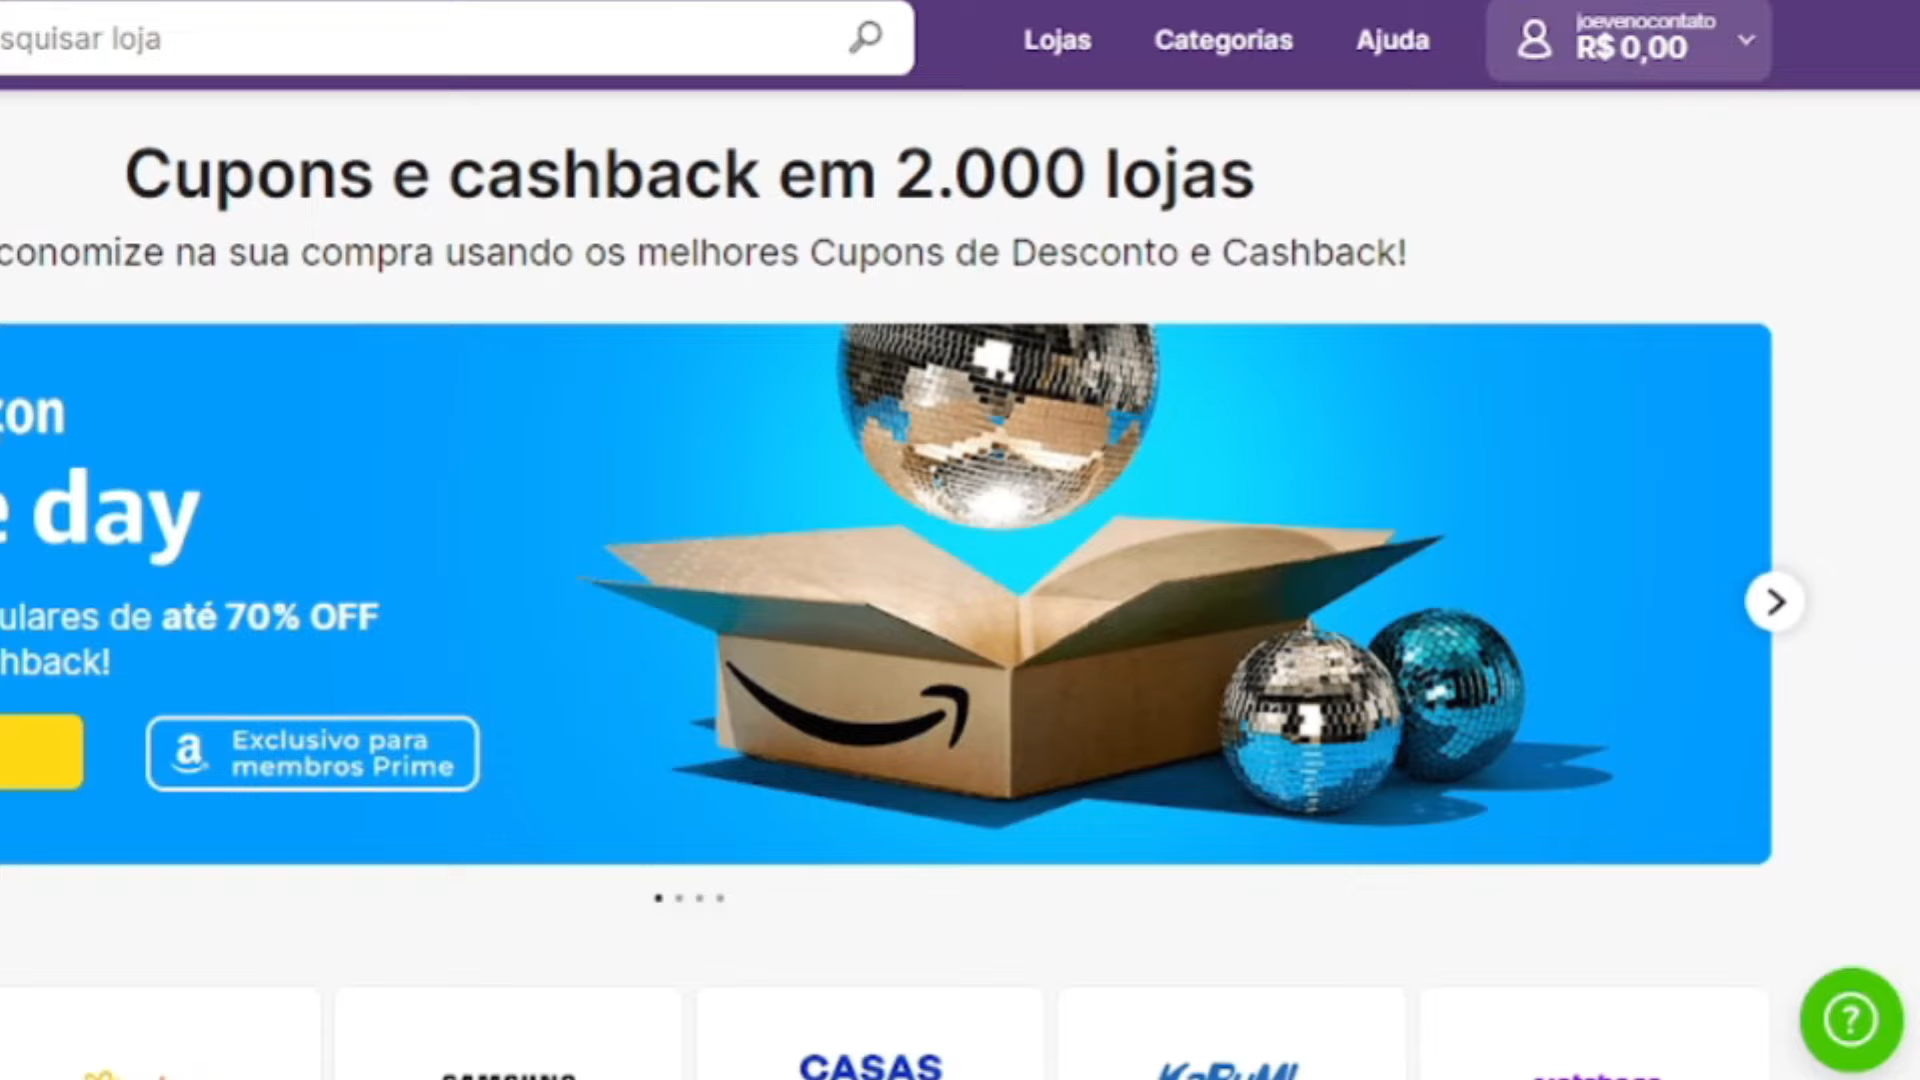 squisar loja
Lojas
Categorias
Ajuda
joevenocontato
R$ 0,00
Cupons e cashback em 2.000 lojas
conomize na sua compra usando os melhores Cupons de Desconto e Cashback!
zon
e day
ulares de até 70% OFF
hback!
a Exclusivo para
membros Prime
SAMSUNG
CASAS
KaBuM!